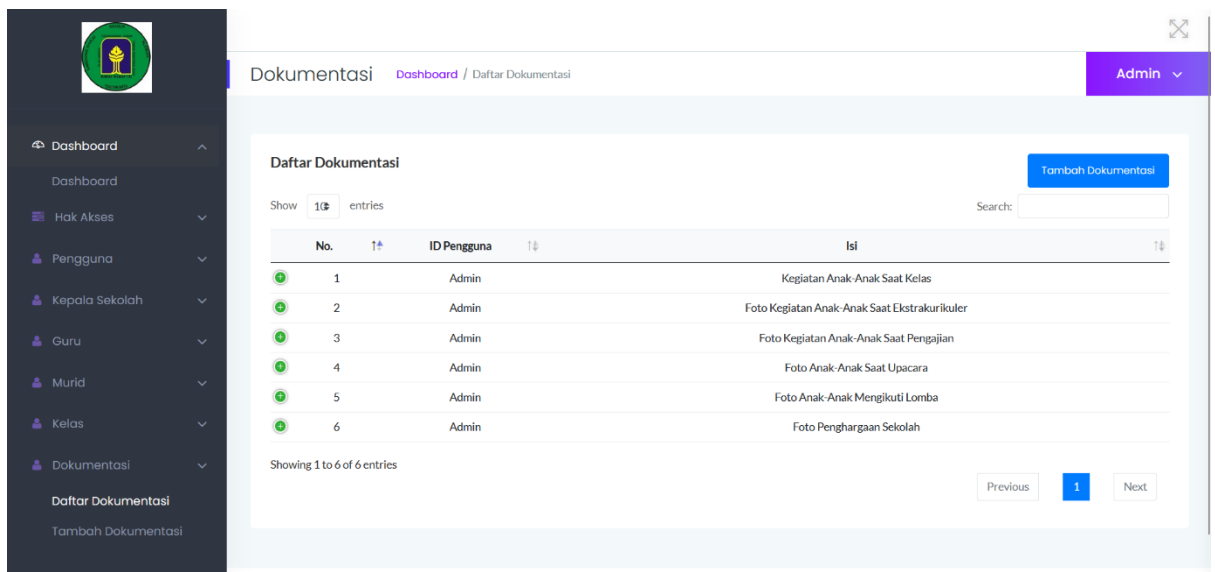 Dokumentasi Dashboard / Daftar Dokumentasi Admin
Dashboard
Dashboard
Hak Akses
Pengguna
Kepala Sekolah
Guru
Murid
Kelas
Dokumentasi
Daftar Dokumentasi
Tambah Dokumentasi
Daftar Dokumentasi
Tambah Dokumentasi
Show 10 entries Search:
No. ID Pengguna Isi
1 Admin Kegiatan Anak-Anak Saat Kelas
2 Admin Foto Kegiatan Anak-Anak Saat Ekstrakurikuler
3 Admin Foto Kegiatan Anak-Anak Saat Pengajian
4 Admin Foto Anak-Anak Saat Upacara
5 Admin Foto Anak-Anak Mengikuti Lomba
6 Admin Foto Penghargaan Sekolah
Showing 1 to 6 of 6 entries
Previous 1 Next